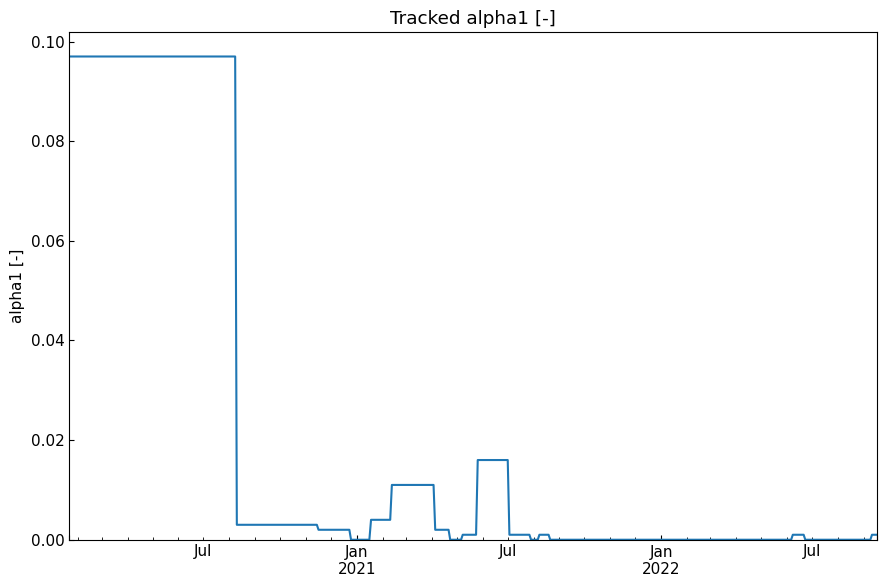 Tracked alpha1 [-]
0.10
0.08
0.06
0.04
0.02
0.00
alpha1 [-]
Jul
Jan
2021
Jul
Jan
2022
Jul